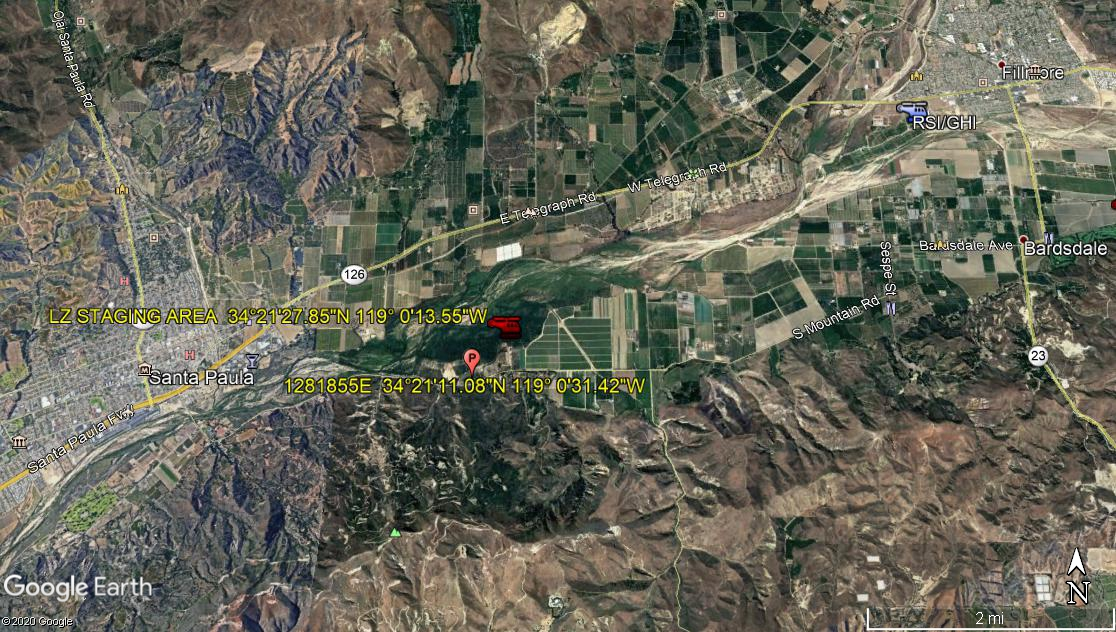 Ojai Santa Paula Rd
Fillmore
RSI/GHI
W Telegraph Rd
E Telegraph Rd
Bardsdale Ave
Bardsdale
Sespe St
126
LZ STAGING AREA 34°21'27.85"N 119° 0'13.55"W
S Mountain Rd
P
23
H
H
M
Santa Paula
1281855E 34°21'11.08"N 119° 0'31.42"W
Santa Paula Fwy
Google Earth
N
©2020 Google
2 mi